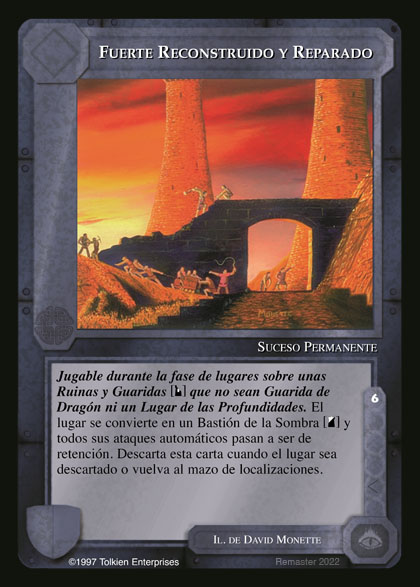 Fuerte Reconstruido y Reparado
Monette
Suceso Permanente
Jugable durante la fase de lugares sobre unas
Ruinas y Guaridas [] que no sean Guarida de
Dragón ni un Lugar de las Profundidades. El
lugar se convierte en un Bastión de la Sombra [] y
todos sus ataques automáticos pasan a ser de
retención. Descarta esta carta cuando el lugar sea
descartado o vuelva al mazo de localizaciones.
6
Il. de David Monette
©1997 Tolkien Enterprises
Remaster 2022